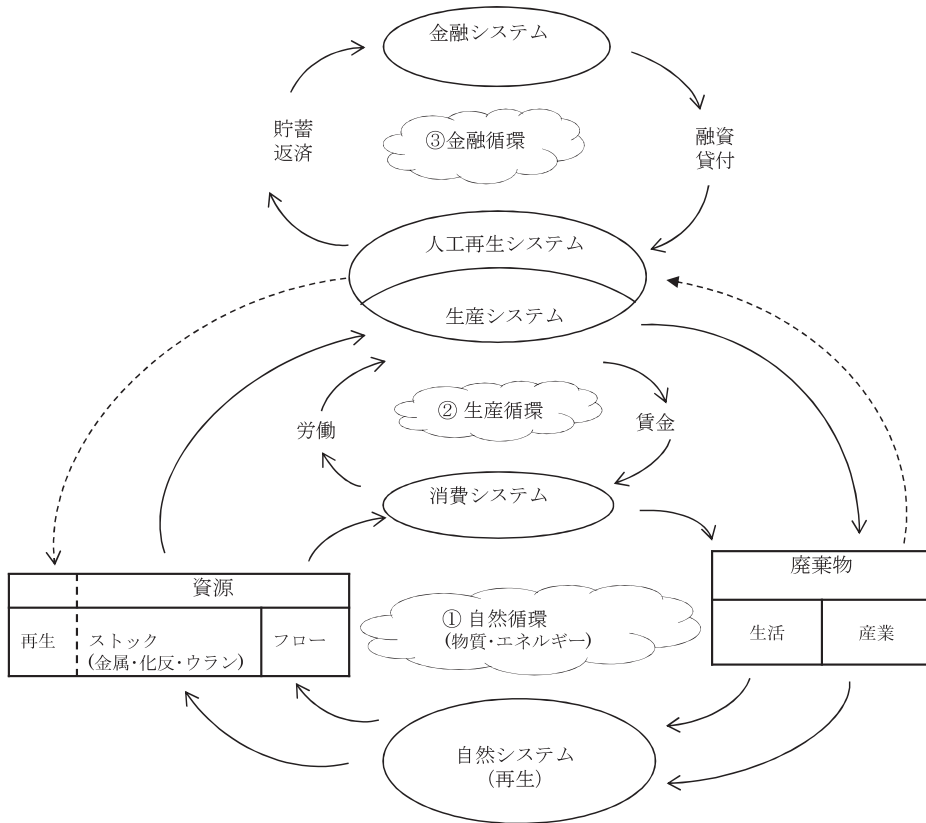 金融システム
貯蓄
返済
③金融循環
融資
貸付
人工再生システム
生産システム
② 生産循環
労働
賃金
消費システム
資源
廃棄物
再生
ストック
(金属・化反・ウラン)
フロー
① 自然循環
(物質・エネルギー)
生活
産業
自然システム
(再生)